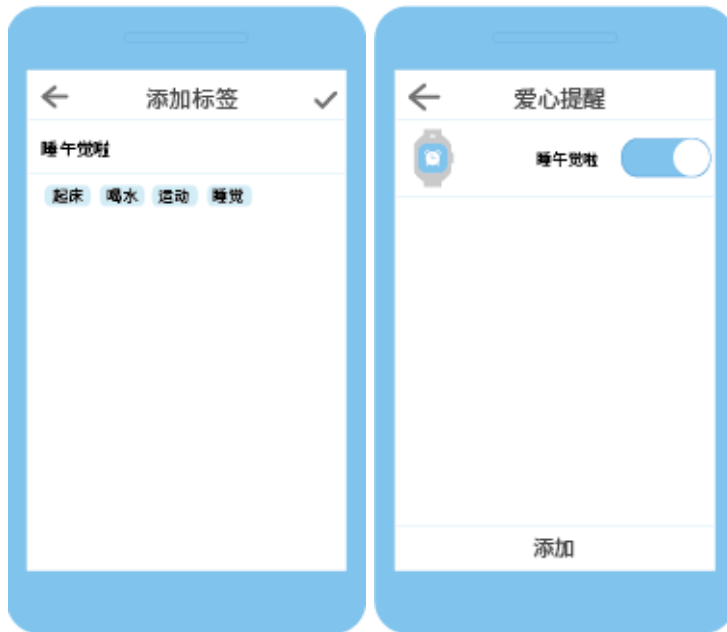 添加标签
睡午觉啦
起床 喝水 运动 睡觉
爱心提醒
睡午觉啦
添加